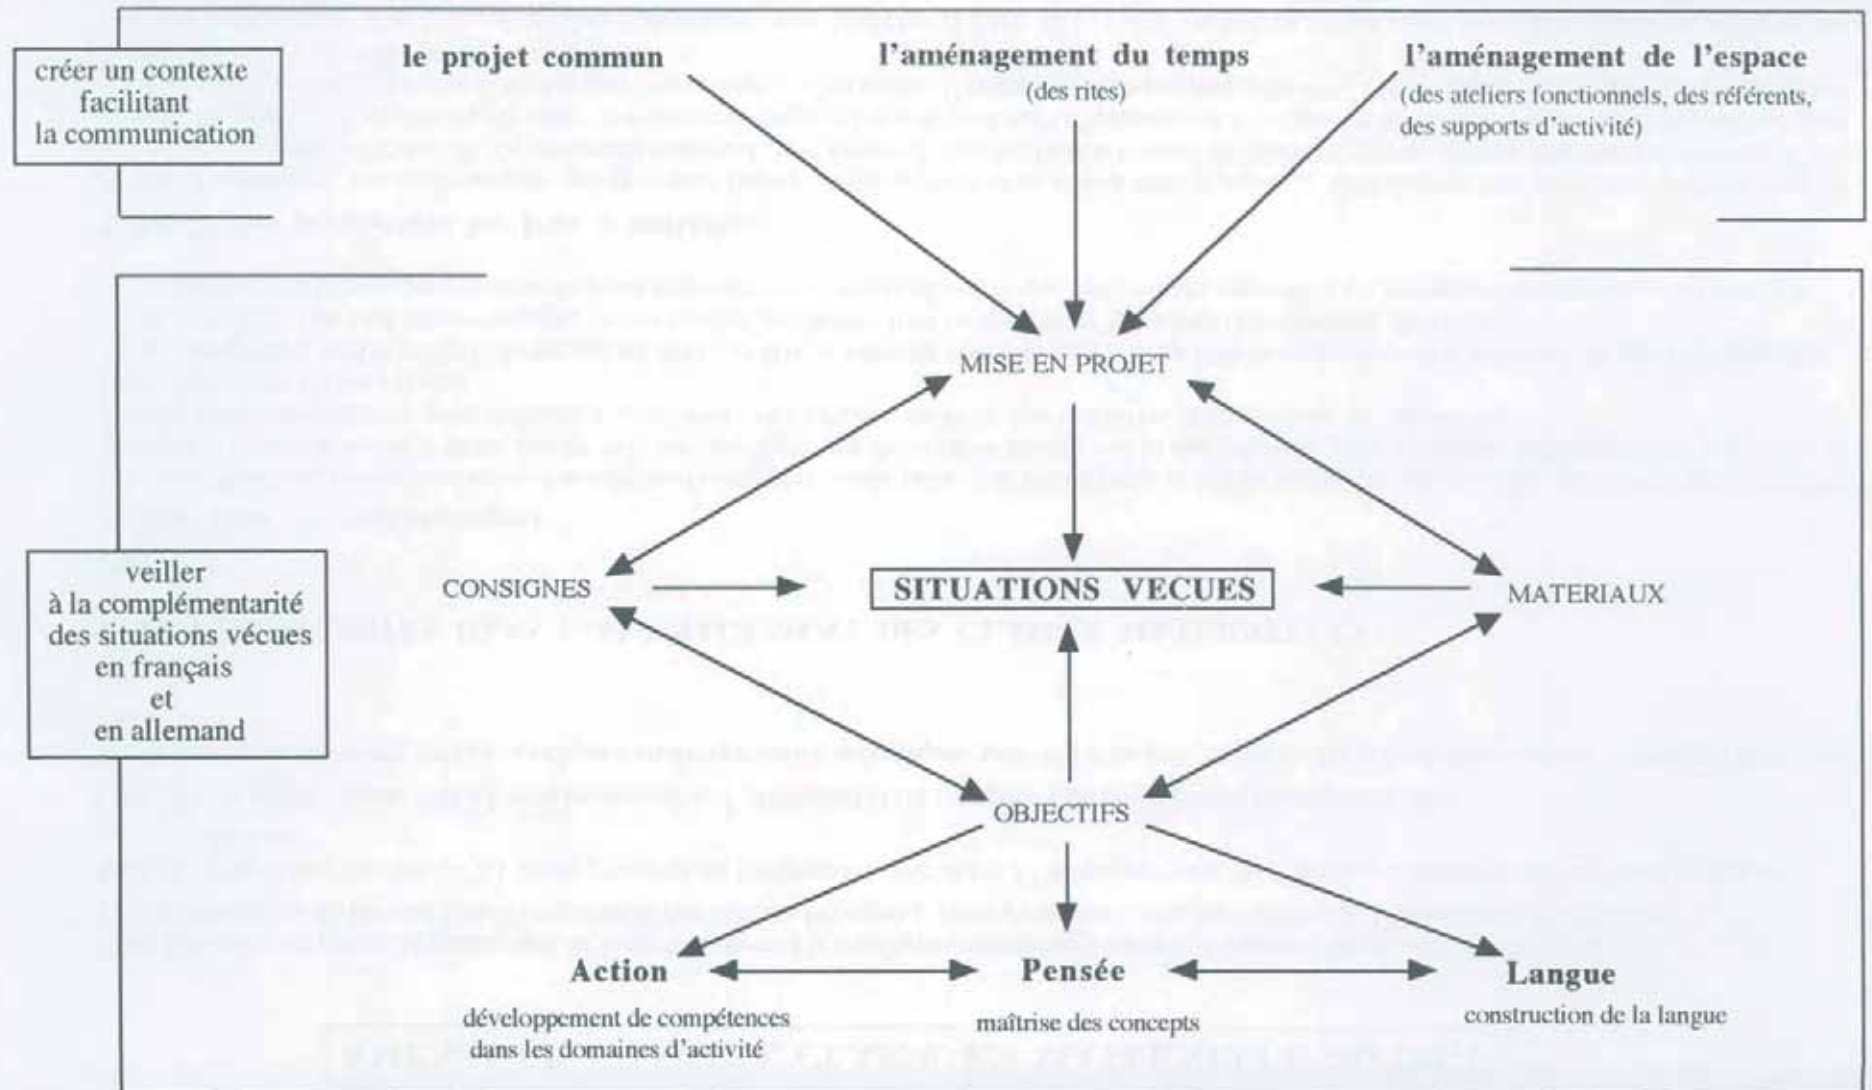 créer un contexte
facilitant
la communication
le projet commun
l'aménagement du temps
(des rites)
l'aménagement de l'espace
(des ateliers fonctionnels, des référents,
des supports d'activité)
MISE EN PROJET
CONSIGNES
SITUATIONS VECUES
MATERIAUX
veiller
à la complémentarité
des situations vécues
en français
et
en allemand
OBJECTIFS
Action
Pensée
Langue
développement de compétences
dans les domaines d'activité
maîtrise des concepts
construction de la langue